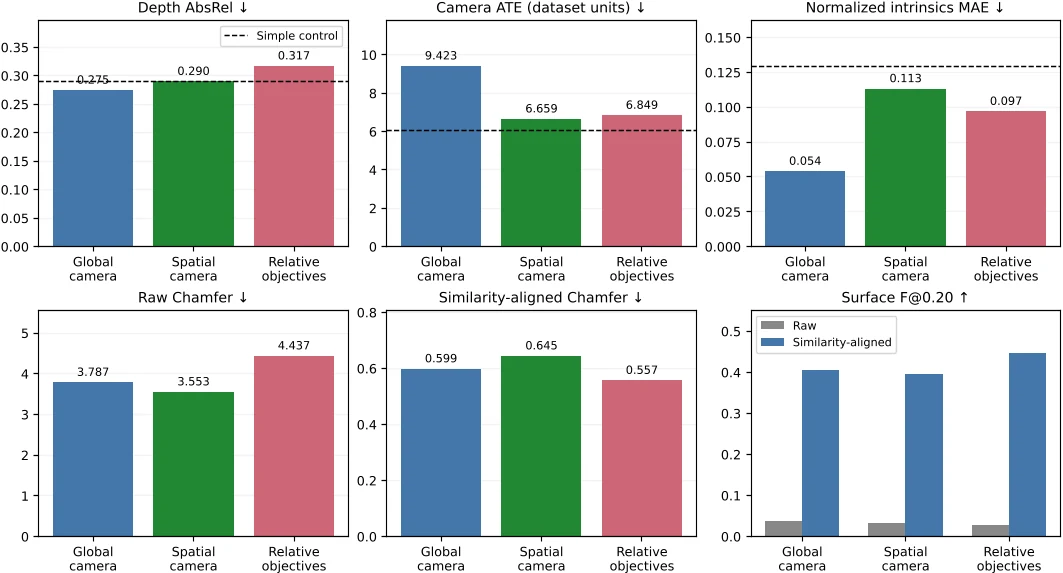 Depth AbsRel ↓
Simple control
0.35
0.30
0.25
0.20
0.15
0.10
0.05
0.00
0.275
0.290
0.317
Global camera
Spatial camera
Relative objectives
Camera ATE (dataset units) ↓
10
8
6
4
2
0
9.423
6.659
6.849
Global camera
Spatial camera
Relative objectives
Normalized intrinsics MAE ↓
0.150
0.125
0.100
0.075
0.050
0.025
0.000
0.054
0.113
0.097
Global camera
Spatial camera
Relative objectives
Raw Chamfer ↓
5
4
3
2
1
0
3.787
3.553
4.437
Global camera
Spatial camera
Relative objectives
Similarity-aligned Chamfer ↓
0.8
0.6
0.4
0.2
0.0
0.599
0.645
0.557
Global camera
Spatial camera
Relative objectives
Surface F@0.20 ↑
Raw
Similarity-aligned
0.5
0.4
0.3
0.2
0.1
0.0
Global camera
Spatial camera
Relative objectives